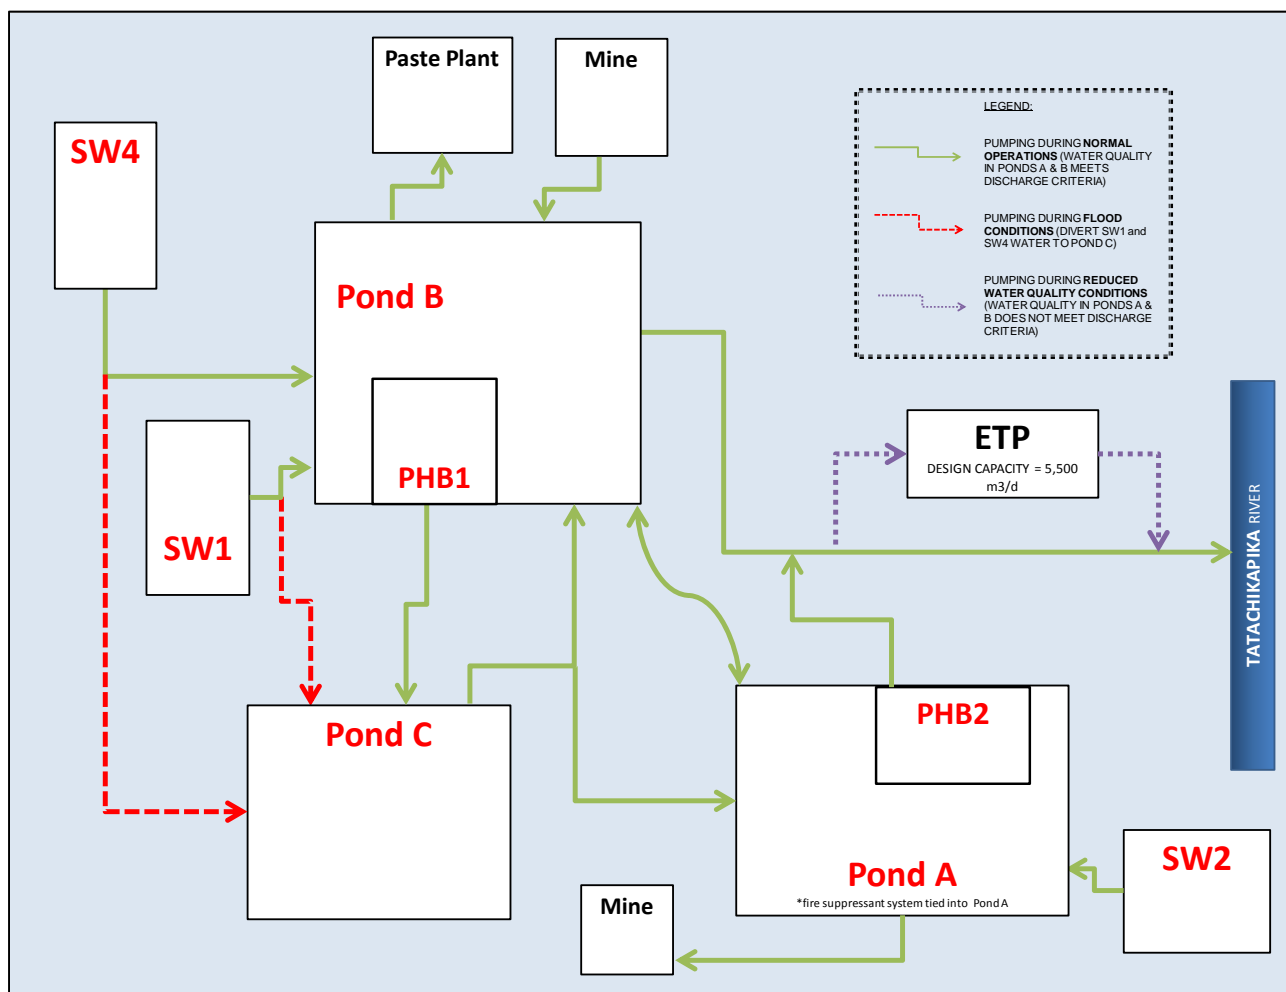 Paste Plant
Mine
SW4
LEGEND:
PUMPING DURING NORMAL
OPERATIONS (WATER QUALITY
IN PONDS A & B MEETS
DISCHARGE CRITERIA)
PUMPING DURING FLOOD
CONDITIONS (DIVERT SW1 and
SW4 WATER TO POND C)
PUMPING DURING REDUCED
WATER QUALITY CONDITIONS
(WATER QUALITY IN PONDS A &
B DOES NOT MEET DISCHARGE
CRITERIA)
Pond B
PHB1
SW1
ETP
DESIGN CAPACITY = 5,500
m3/d
TATACHIKAPIKA RIVER
Pond C
PHB2
Pond A
*fire suppressant system tied into Pond A
SW2
Mine